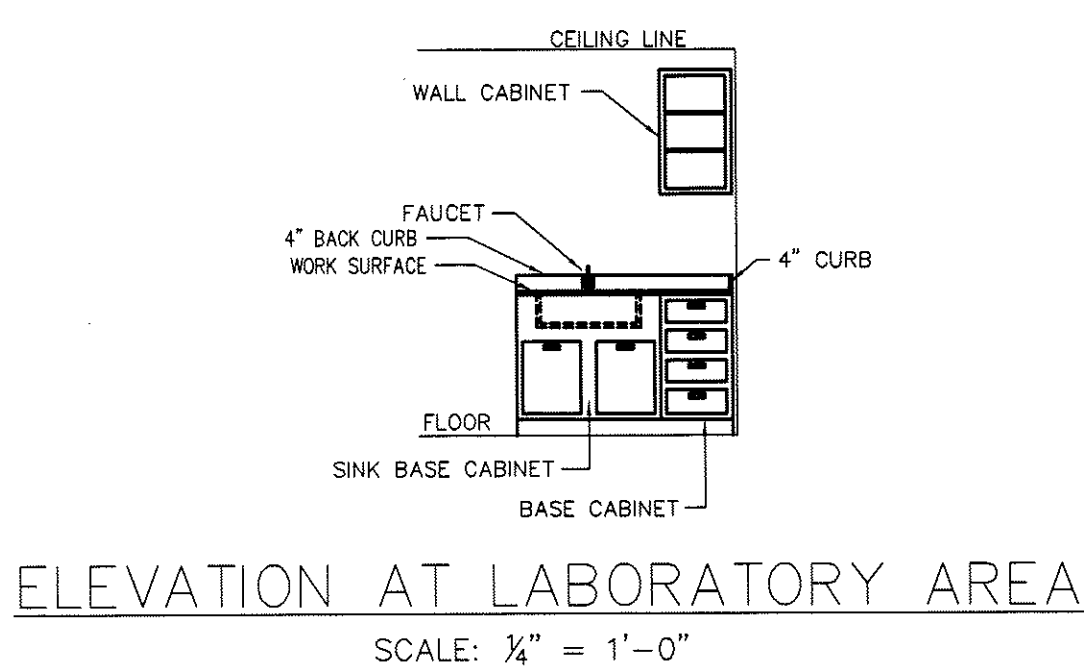 CEILING LINE
WALL CABINET
FAUCET
4" BACK CURB
WORK SURFACE
4" CURB
FLOOR
SINK BASE CABINET
BASE CABINET
ELEVATION AT LABORATORY AREA
SCALE: ¼" = 1'-0"